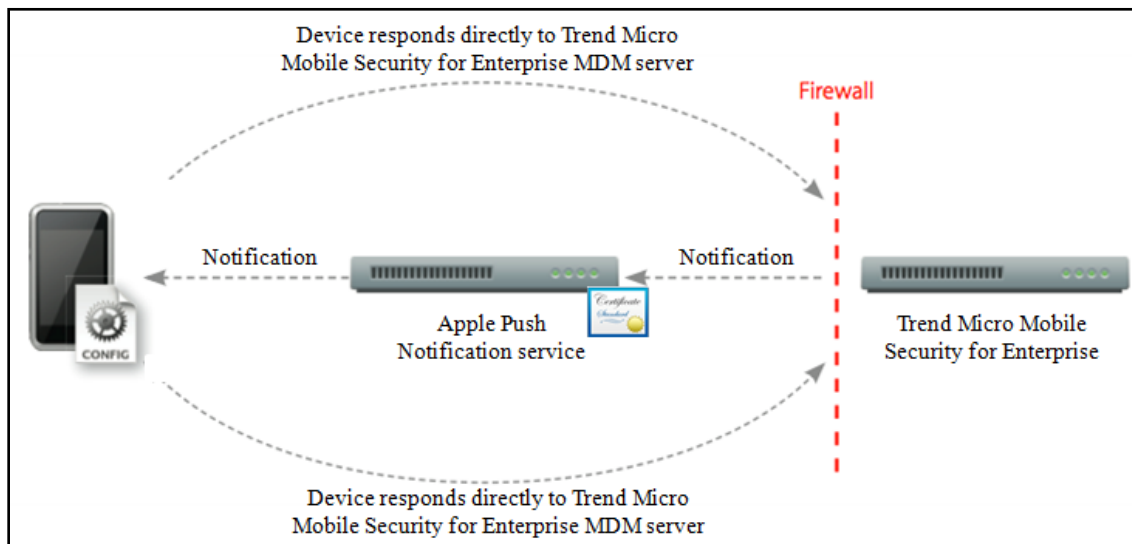 Device responds directly to Trend Micro
Mobile Security for Enterprise MDM server
Firewall
Notification
Notification
Certificate
Standard
CONFIG
Apple Push
Notification service
Trend Micro Mobile
Security for Enterprise
Device responds directly to Trend Micro
Mobile Security for Enterprise MDM server